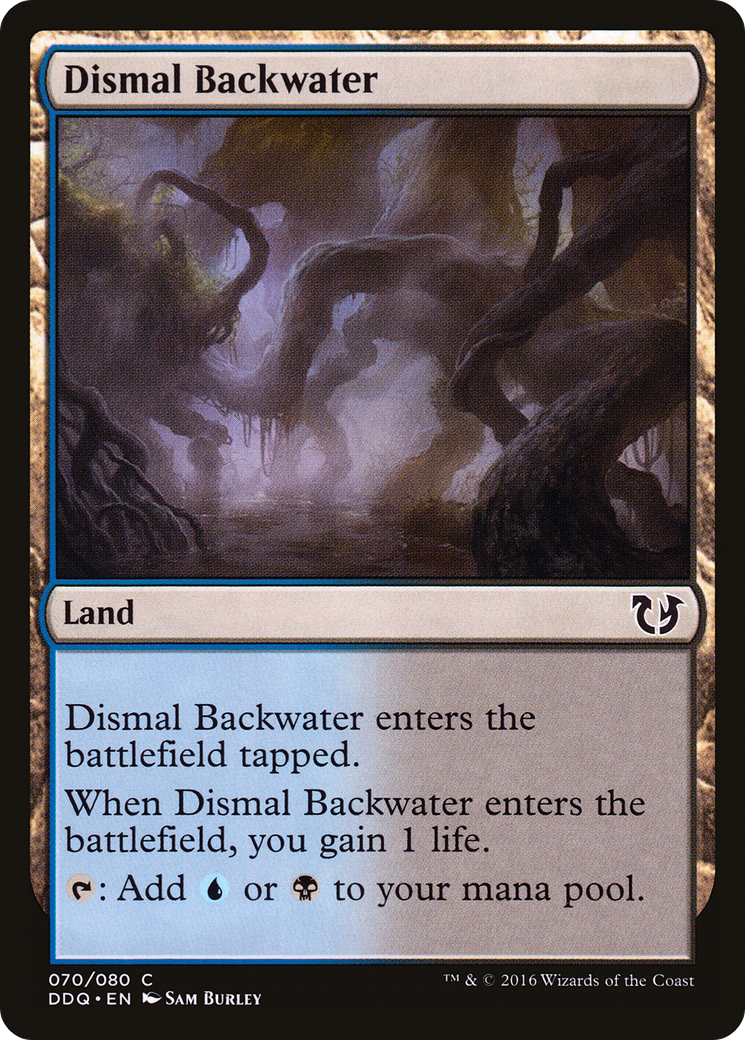 Dismal Backwater
Land
Dismal Backwater enters the
battlefield tapped.
When Dismal Backwater enters the
battlefield, you gain 1 life.
: Add or to your mana pool.
070/080 C
™ & © 2016 Wizards of the Coast
DDQ • EN Sam Burley